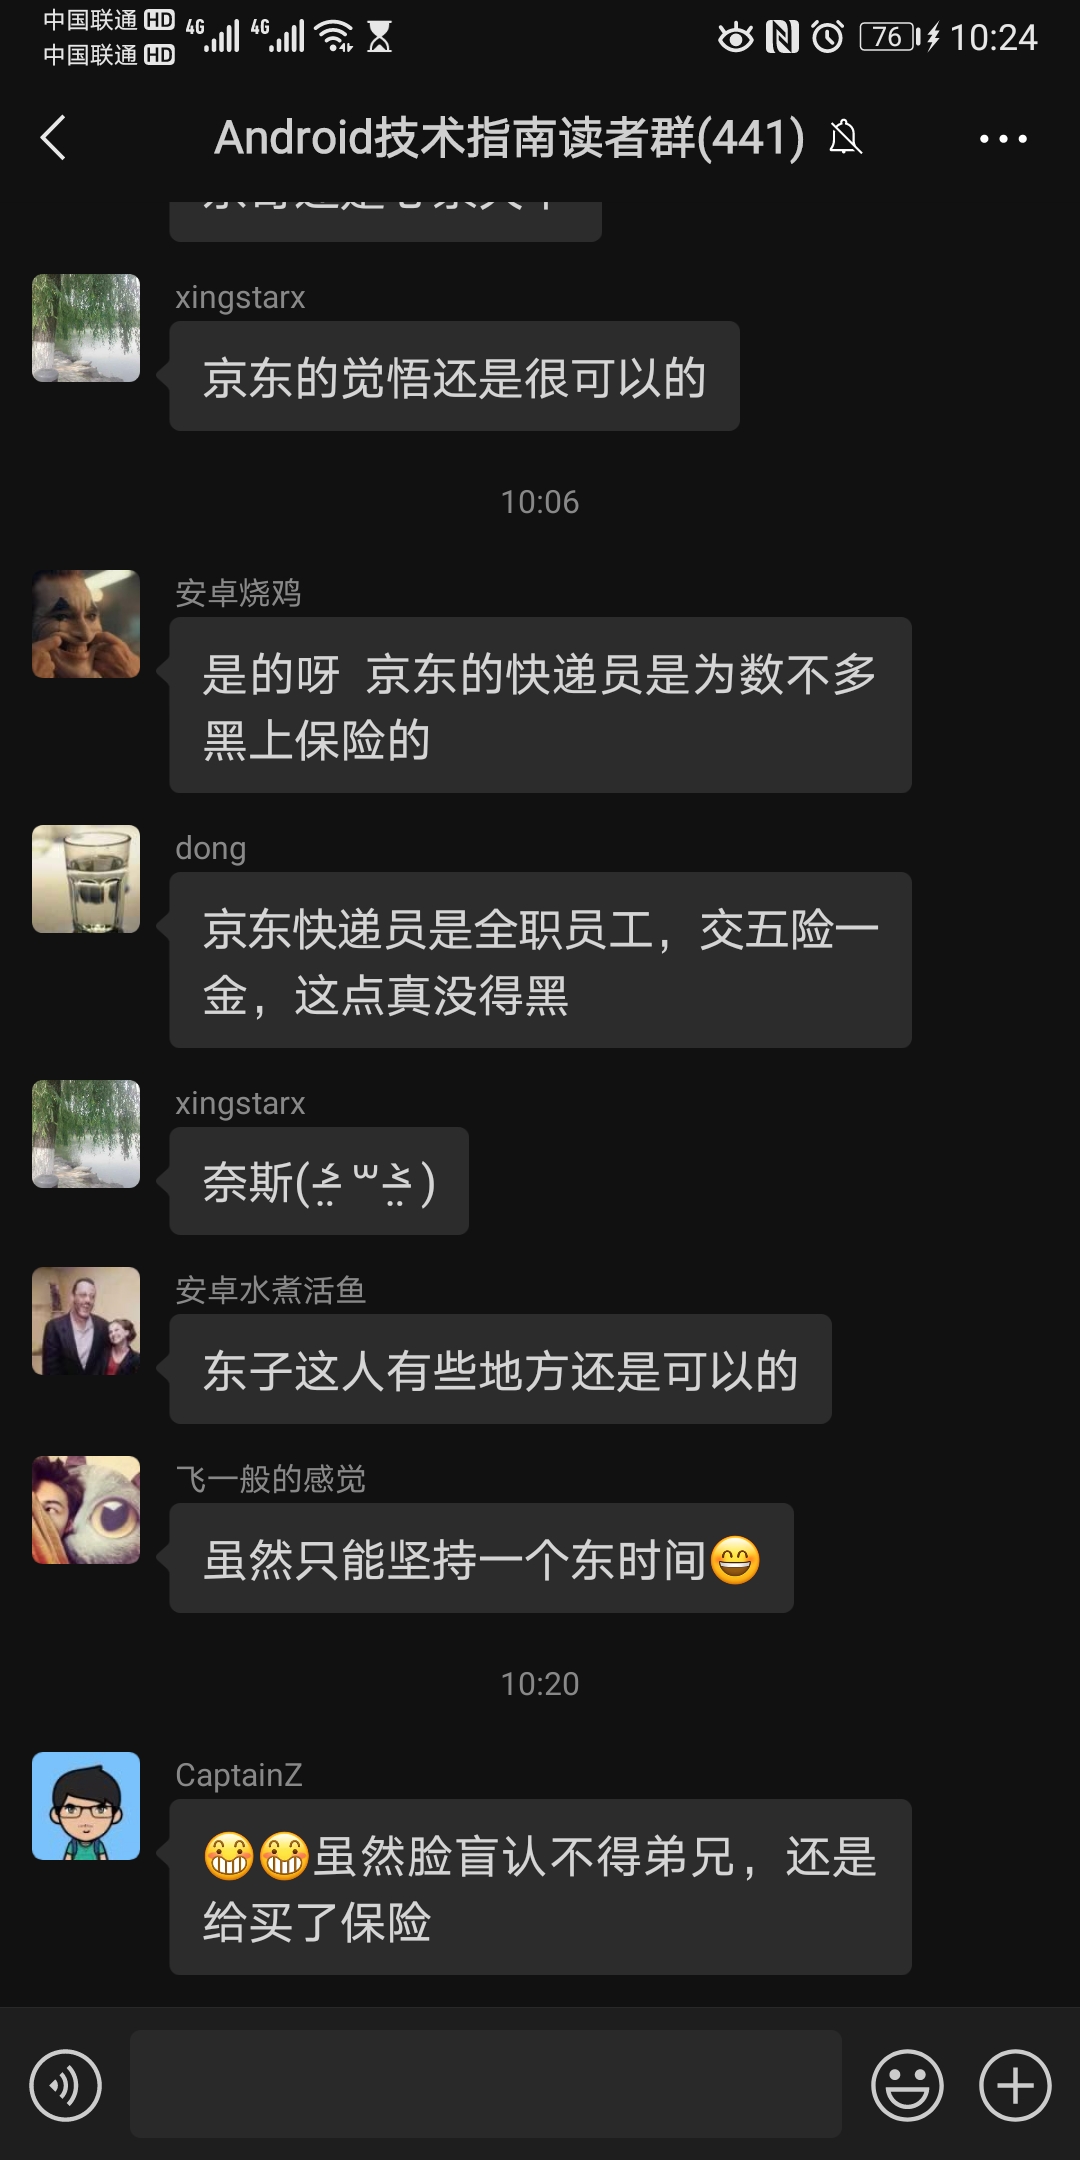 中国联通 HD 4G 4G 76 10:24
中国联通 HD
Android技术指南读者群(441)
xingstarx
京东的觉悟还是很可以的
10:06
安卓烧鸡
是的呀 京东的快递员是为数不多
黑上保险的
dong
京东快递员是全职员工，交五险一
金，这点真没得黑
xingstarx
奈斯(⋦̤ ꒳⋧̤ )
安卓水煮活鱼
东子这人有些地方还是可以的
飞一般的感觉
虽然只能坚持一个东时间😄
10:20
CaptainZ
😁😁虽然脸盲认不得弟兄，还是
给买了保险